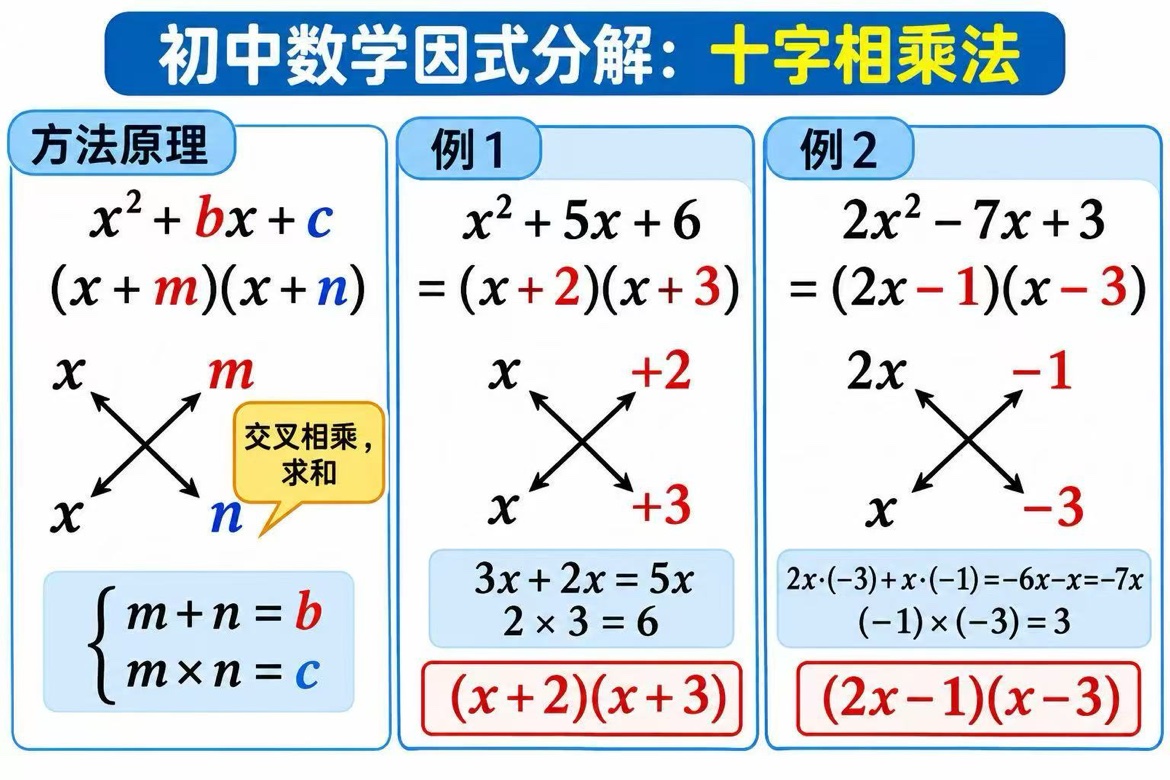 初中数学因式分解：十字相乘法
方法原理
x² + bx + c
(x + m)(x + n)
x m
交叉相乘，
求和
x n
m + n = b
m × n = c
例 1
x² + 5x + 6
= (x + 2)(x + 3)
x +2
x +3
3x + 2x = 5x
2 × 3 = 6
(x + 2)(x + 3)
例 2
2x² − 7x + 3
= (2x − 1)(x − 3)
2x −1
x −3
2x·(−3)+x·(−1)=−6x−x=−7x
(−1)×(−3)=3
(2x−1)(x−3)